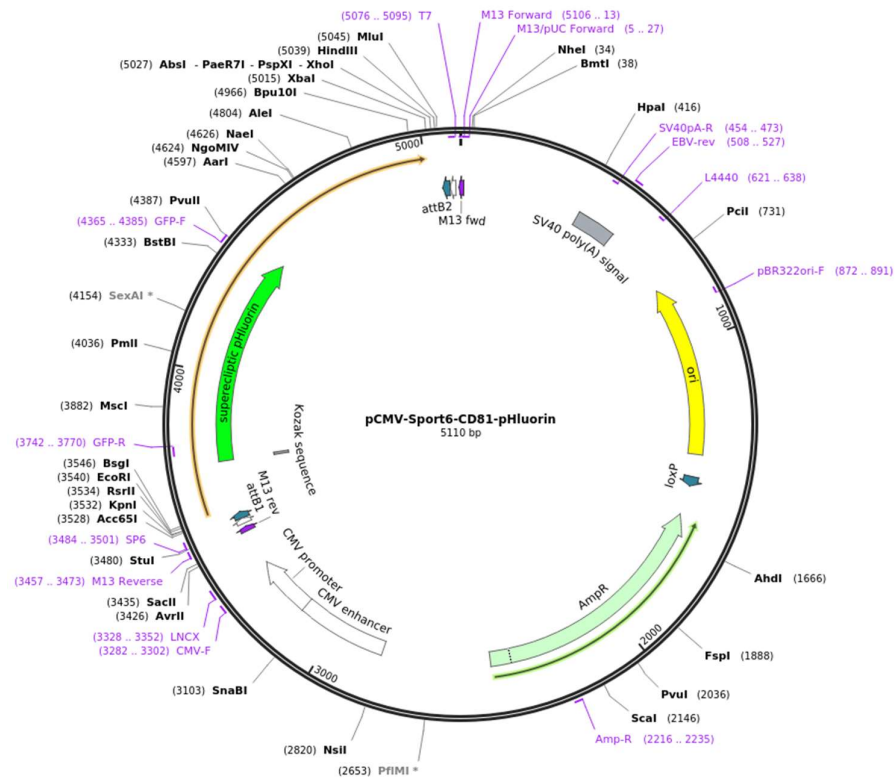 (5076 .. 5095) T7
M13 Forward (5106 .. 13)
M13/pUC Forward (5 .. 27)
(5045) MluI
(5039) HindIII
(5027) AbsI - PaeR7I - PspXI - XhoI
(5015) XbaI
(4966) Bpu10I
(4804) AleI
(4626) NaeI
(4624) NgoMIV
(4597) AarI
(4387) PvuII
(4365 .. 4385) GFP-F
(4333) BstBI
(4154) SexAI *
(4036) PmlI
(3882) MscI
(3742 .. 3770) GFP-R
(3546) BsgI
(3540) EcoRI
(3534) RsrII
(3532) KpnI
(3528) Acc65I
(3484 .. 3501) SP6
(3480) StuI
(3457 .. 3473) M13 Reverse
(3435) SacII
(3426) AvrII
(3328 .. 3352) LNCX
(3282 .. 3302) CMV-F
(3103) SnaBI
(2820) NsiI
(2653) PflMI *
NheI (34)
BmtI (38)
HpaI (416)
SV40pA-R (454 .. 473)
EBV-rev (508 .. 527)
L4440 (621 .. 638)
PciI (731)
pBR322ori-F (872 .. 891)
AhdI (1666)
FspI (1888)
PvuI (2036)
ScaI (2146)
Amp-R (2216 .. 2235)
1000
2000
3000
4000
5000
attB2
M13 fwd
SV40 poly(A) signal
ori
loxP
AmpR
CMV enhancer
CMV promoter
M13 rev
attB1
Kozak sequence
superecliptic pHluorin
pCMV-Sport6-CD81-pHluorin
5110 bp